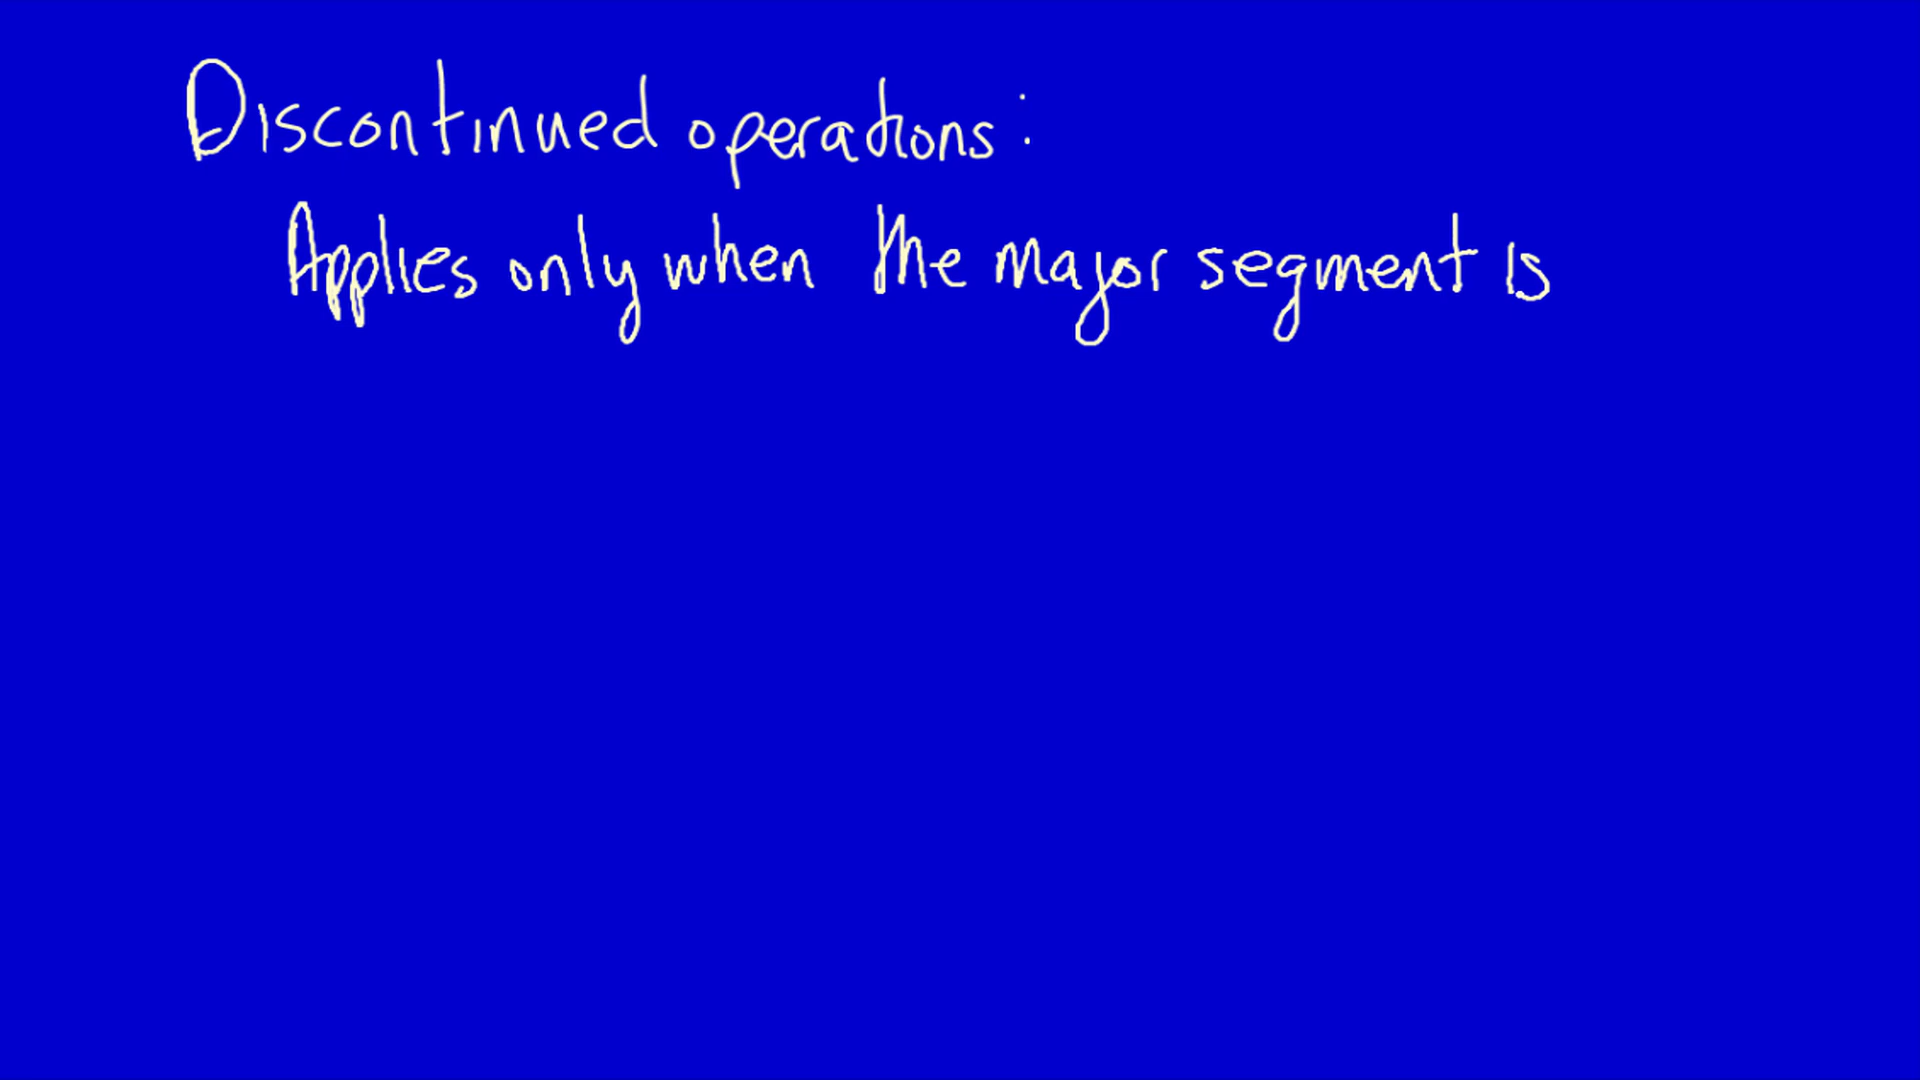 Discontinued operations:
Applies only when the major segment is